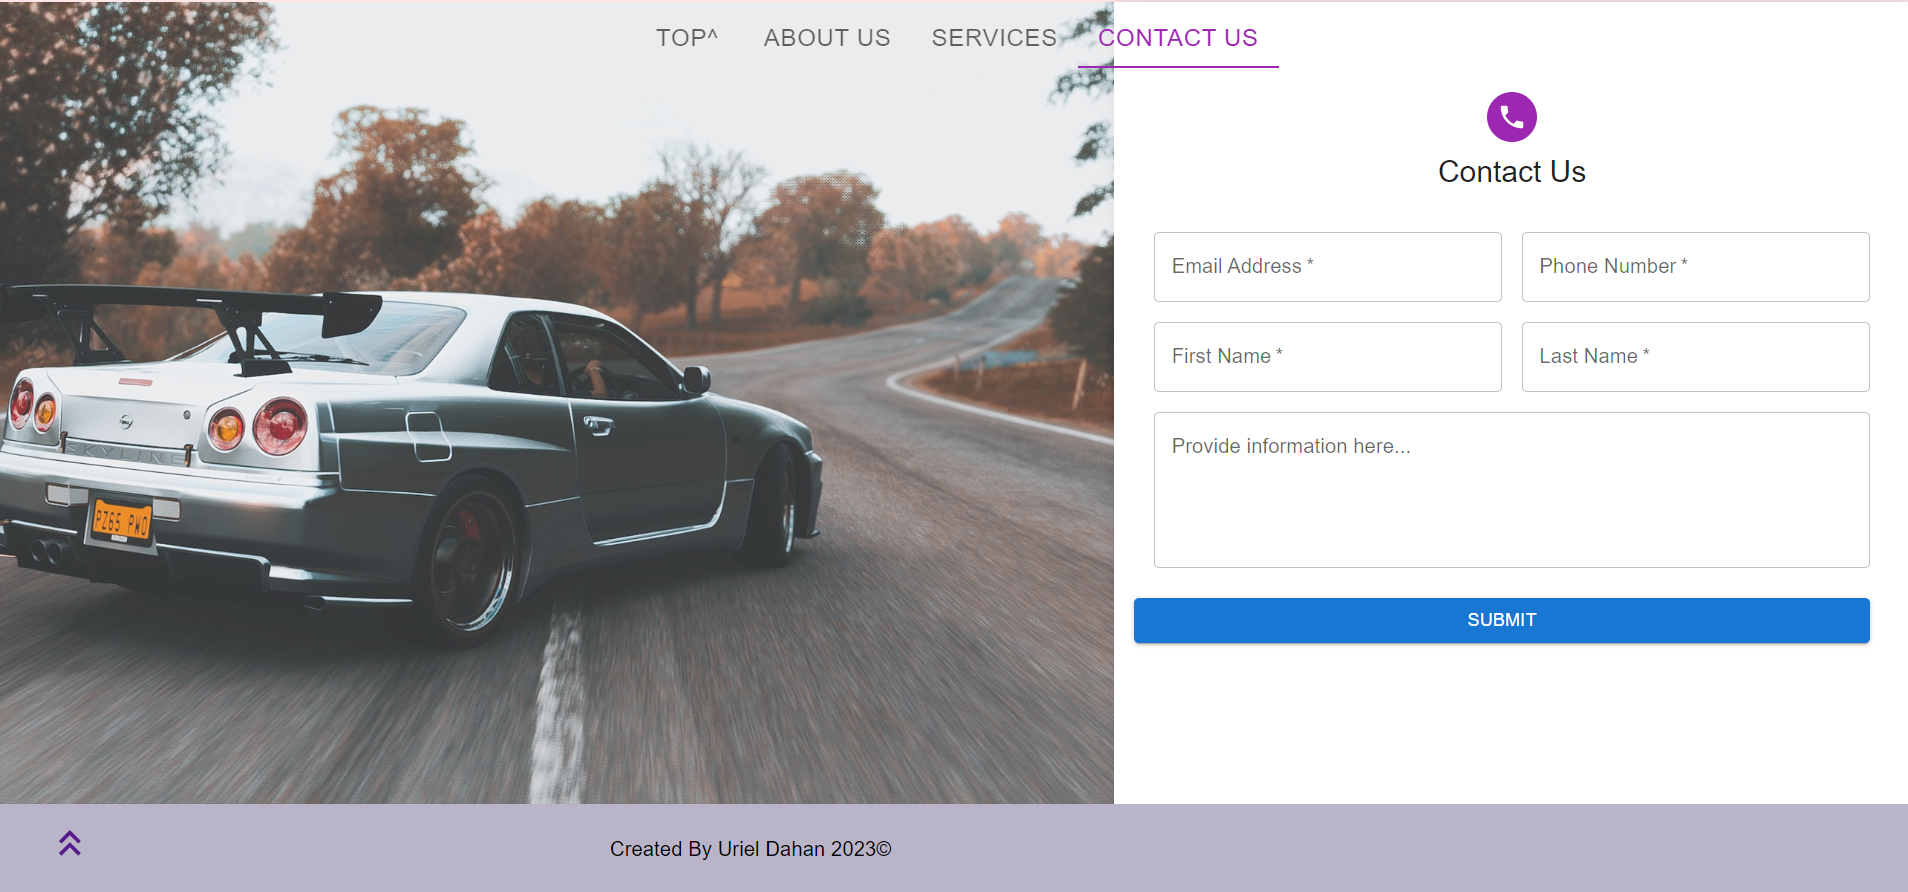 TOP^ ABOUT US SERVICES CONTACT US
Contact Us
Email Address *
Phone Number *
First Name *
Last Name *
Provide information here...
SKYLINE
PZ65 PWO
SUBMIT
Created By Uriel Dahan 2023©